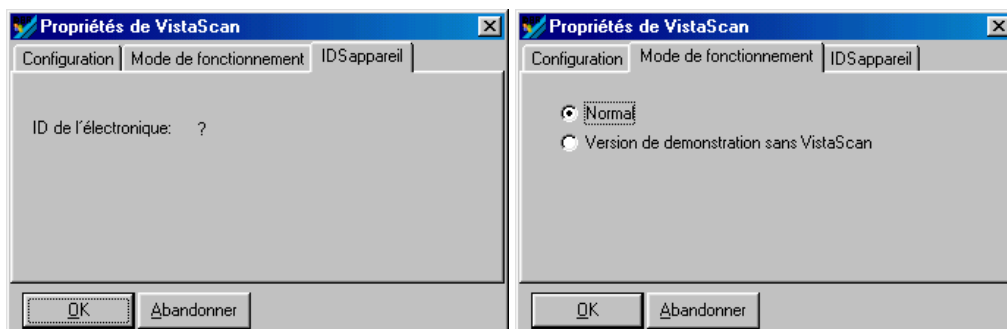 Propriétés de VistaScan
Configuration Mode de fonctionnement IDSappareil
ID de l'électronique: ?
OK Abandonner
Propriétés de VistaScan
Configuration Mode de fonctionnement IDSappareil
Normal
Version de demonstration sans VistaScan
OK Abandonner